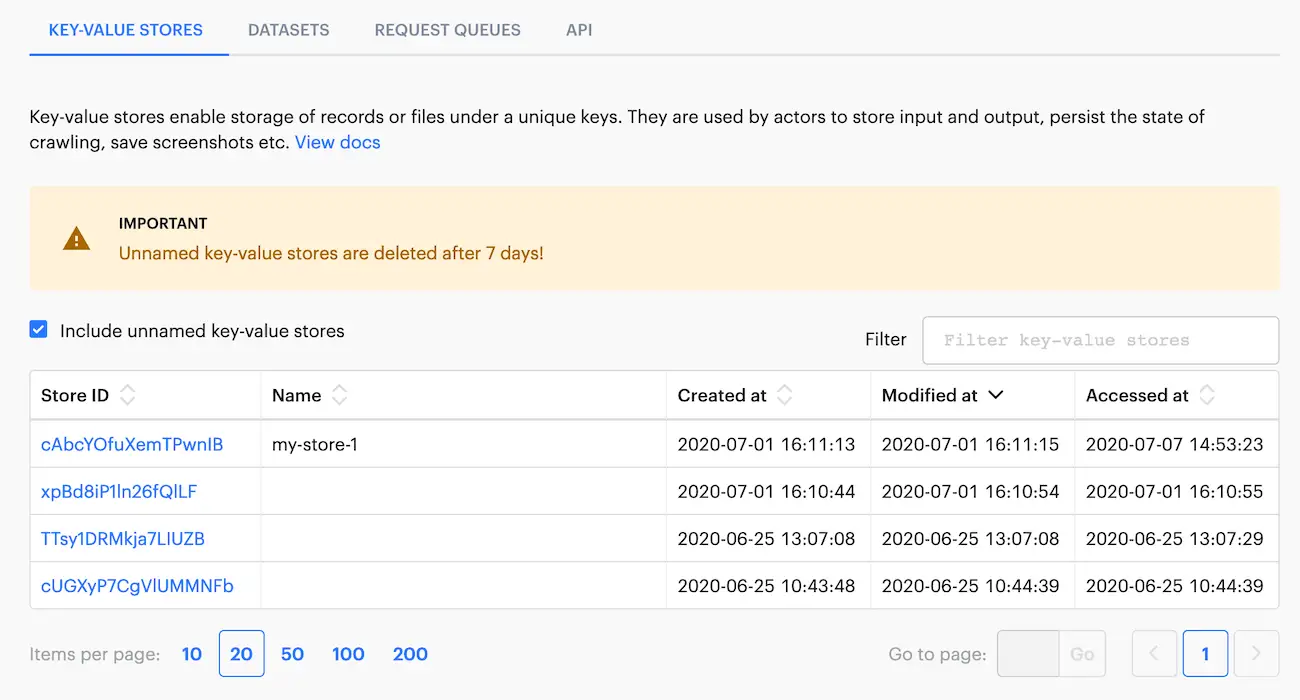 KEY-VALUE STORES DATASETS REQUEST QUEUES API
Key-value stores enable storage of records or files under a unique keys. They are used by actors to store input and output, persist the state of
crawling, save screenshots etc. View docs
IMPORTANT
Unnamed key-value stores are deleted after 7 days!
Include unnamed key-value stores
Filter Filter key-value stores
Store ID Name Created at Modified at Accessed at
cAbcYOfuXemTPwnIB my-store-1 2020-07-01 16:11:13 2020-07-01 16:11:15 2020-07-07 14:53:23
xpBd8iP1ln26fQlLF 2020-07-01 16:10:44 2020-07-01 16:10:54 2020-07-01 16:10:55
TTsy1DRMkja7LIUZB 2020-06-25 13:07:08 2020-06-25 13:07:08 2020-06-25 13:07:29
cUGXyP7CgVlUMMNFb 2020-06-25 10:43:48 2020-06-25 10:44:39 2020-06-25 10:44:39
Items per page: 10 20 50 100 200
Go to page: Go 1